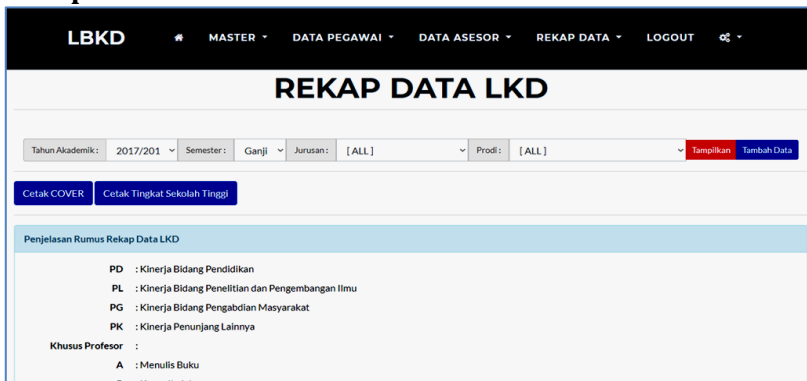 LBKD MASTER DATA PEGAWAI DATA ASESOR REKAP DATA LOGOUT
REKAP DATA LKD
Tahun Akademik : 2017/201 Semester : Ganji Jurusan : [ ALL ] Prodi : [ ALL ] Tampilkan Tambah Data
Cetak COVER Cetak Tingkat Sekolah Tinggi
Penjelasan Rumus Rekap Data LKD
PD : Kinerja Bidang Pendidikan
PL : Kinerja Bidang Penelitian dan Pengembangan Ilmu
PG : Kinerja Bidang Pengabdian Masyarakat
PK : Kinerja Penunjang Lainnya
Khusus Profesor :
A : Menulis Buku